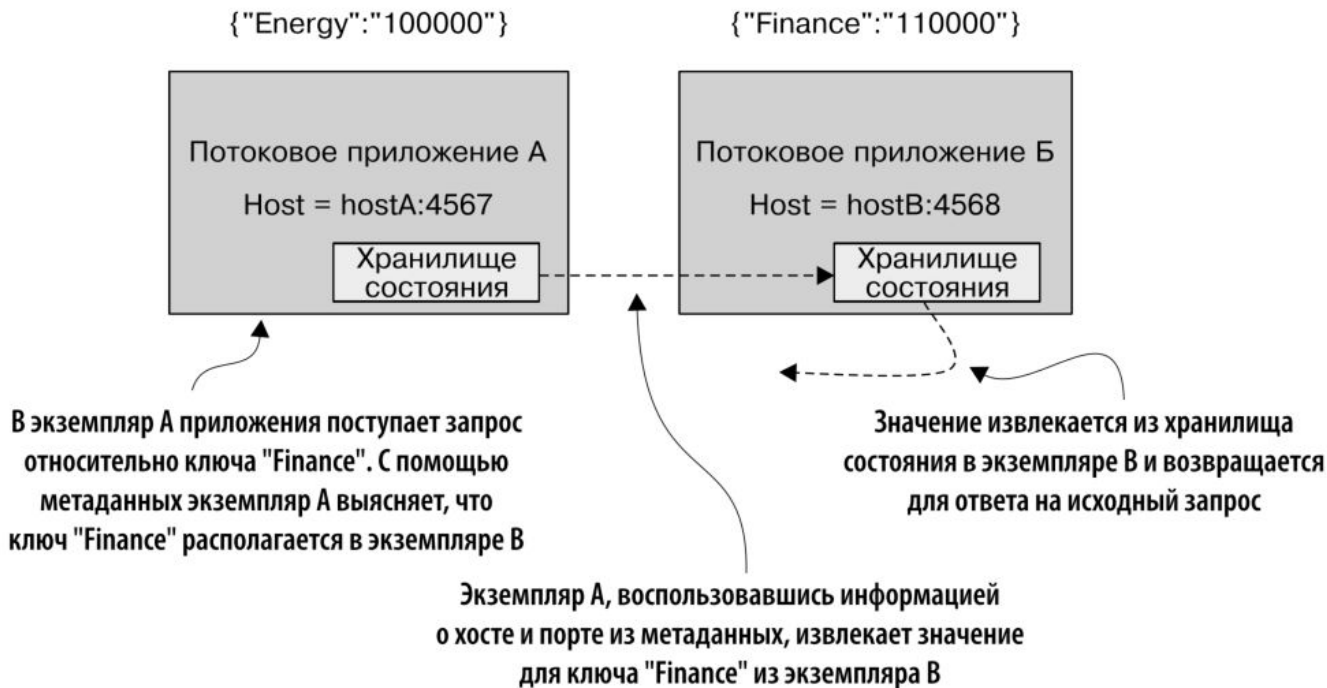 {"Energy":"100000"}
{"Finance":"110000"}
Потоковое приложение А
Host = hostA:4567
Хранилище
состояния
Потоковое приложение Б
Host = hostB:4568
Хранилище
состояния
В экземпляр А приложения поступает запрос
относительно ключа "Finance". С помощью
метаданных экземпляр А выясняет, что
ключ "Finance" располагается в экземпляре В
Значение извлекается из хранилища
состояния в экземпляре В и возвращается
для ответа на исходный запрос
Экземпляр А, воспользовавшись информацией
о хосте и порте из метаданных, извлекает значение
для ключа "Finance" из экземпляра В